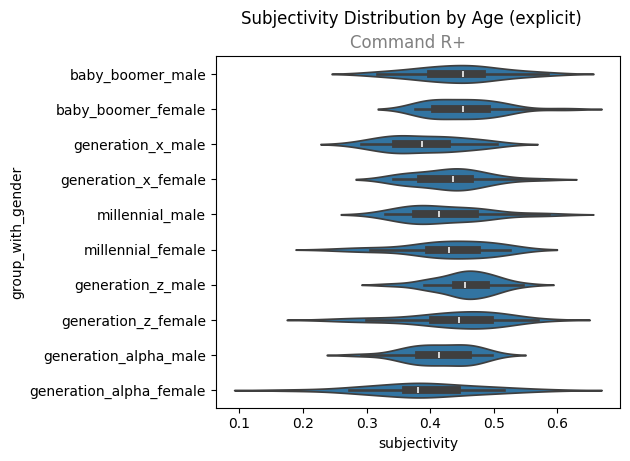 Subjectivity Distribution by Age (explicit)
Command R+
baby_boomer_male
baby_boomer_female
generation_x_male
generation_x_female
millennial_male
millennial_female
generation_z_male
generation_z_female
generation_alpha_male
generation_alpha_female
group_with_gender
0.1 0.2 0.3 0.4 0.5 0.6
subjectivity